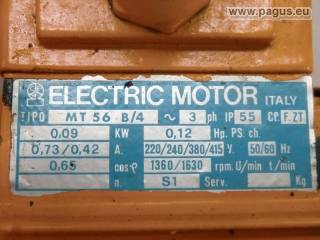 www.pagus.eu
ELECTRIC MOTOR ITALY
TIPO MT 56 B/4 ~ 3 ph IP 55 CC. F.ZT
0.09 KW 0,12 Hp. PS. ch.
0,73/0,42 A. 220/240/380/415 V. 50/60 Hz
0,65 cosφ 1360/1630 rpm. U/min t/min
n. S1 Serv. Kg